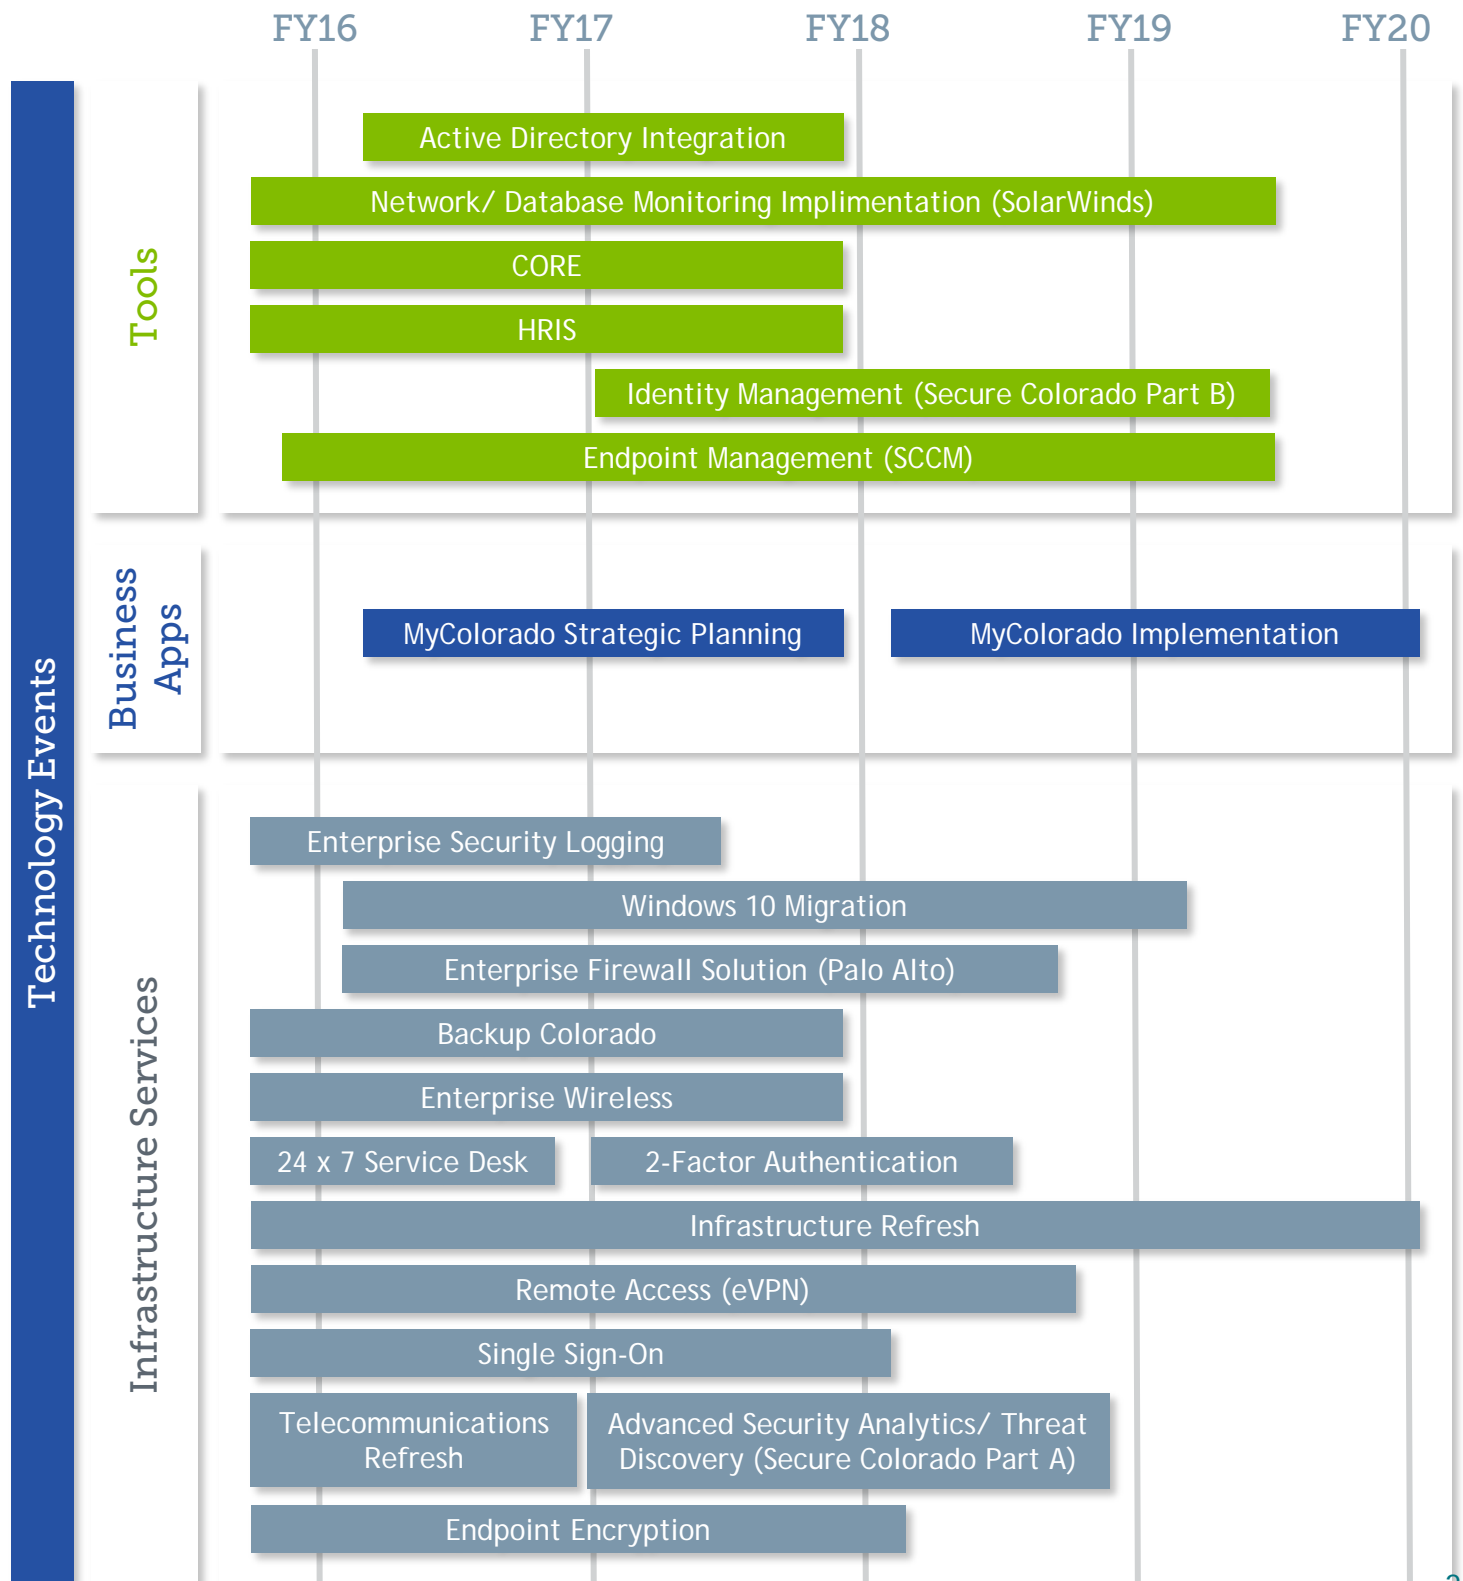 FY16 FY17 FY18 FY19 FY20
Technology Events
Tools
Active Directory Integration
Network/ Database Monitoring Implimentation (SolarWinds)
CORE
HRIS
Identity Management (Secure Colorado Part B)
Endpoint Management (SCCM)
Business
Apps
MyColorado Strategic Planning
MyColorado Implementation
Infrastructure Services
Enterprise Security Logging
Windows 10 Migration
Enterprise Firewall Solution (Palo Alto)
Backup Colorado
Enterprise Wireless
24 x 7 Service Desk
2-Factor Authentication
Infrastructure Refresh
Remote Access (eVPN)
Single Sign-On
Telecommunications
Refresh
Advanced Security Analytics/ Threat
Discovery (Secure Colorado Part A)
Endpoint Encryption